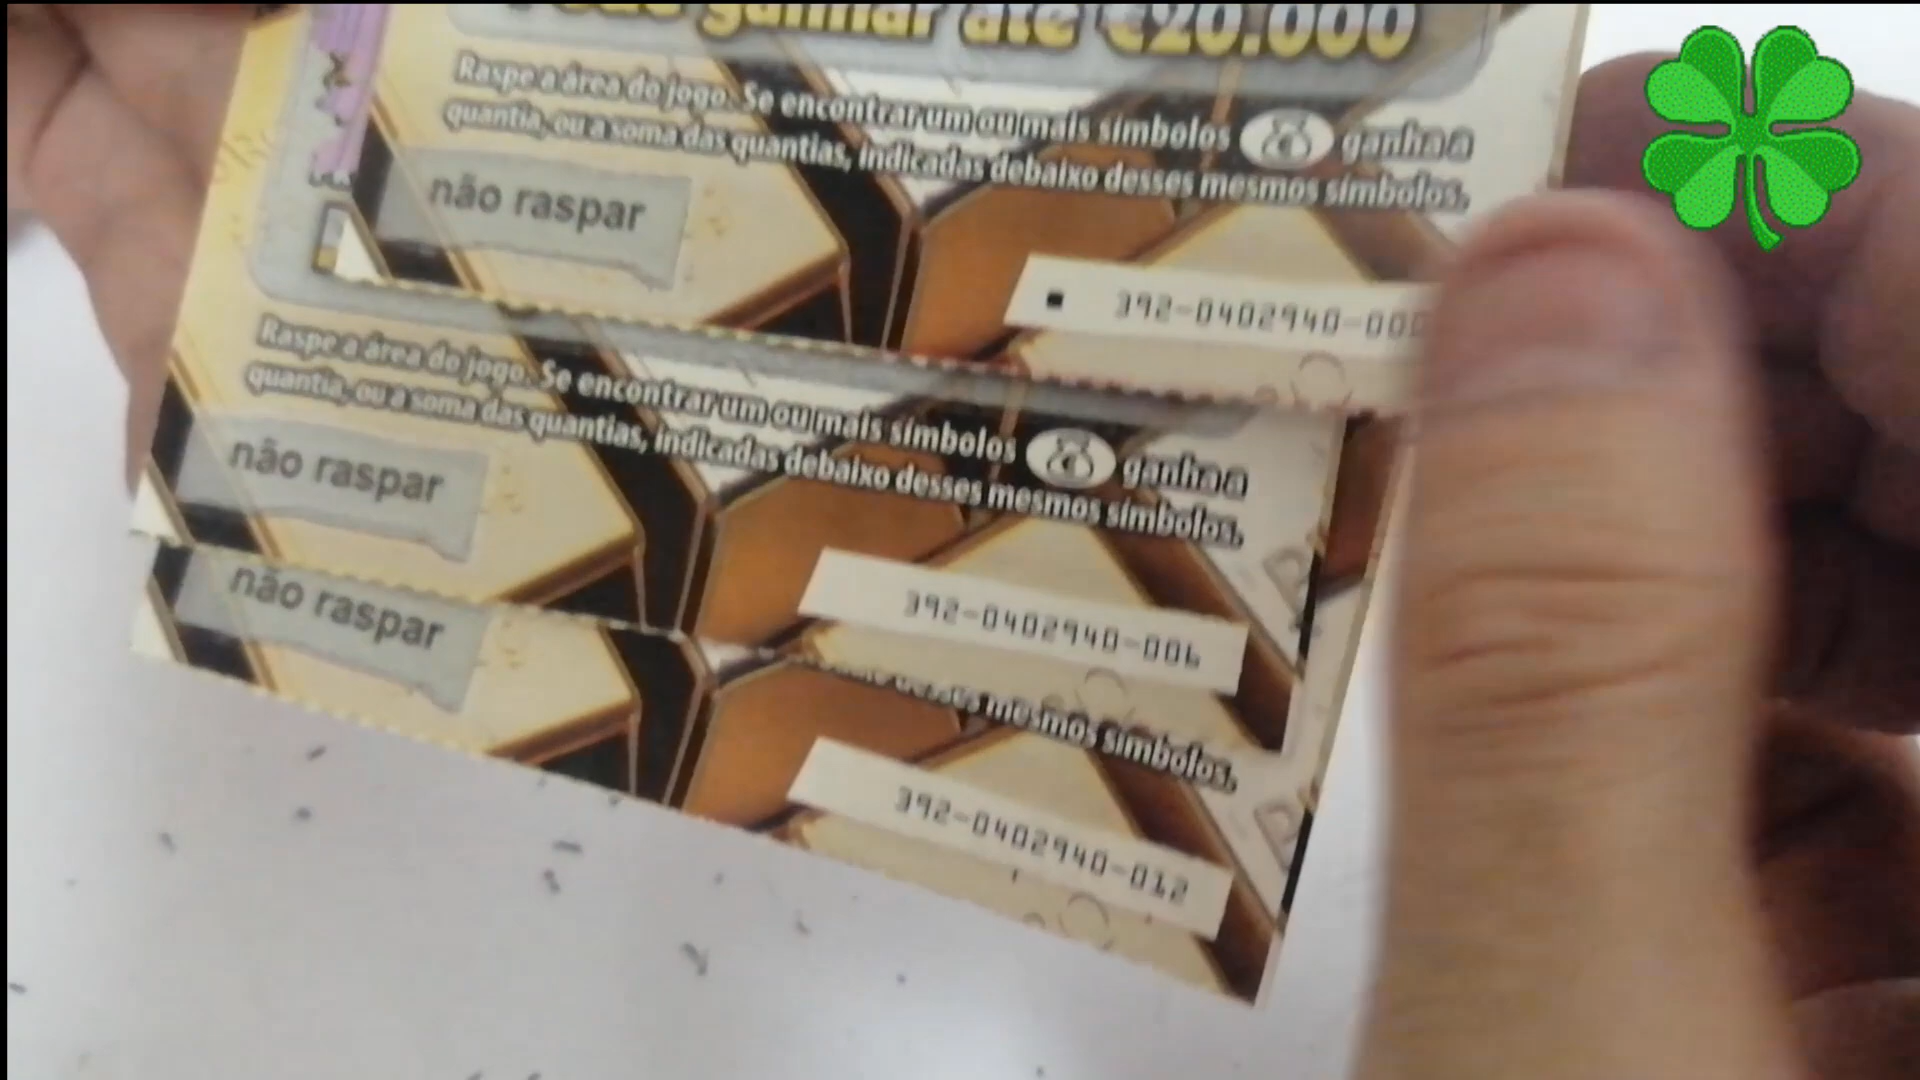 ganhar até €20.000
Raspe a área do jogo. Se encontrar um ou mais símbolos ganha a
quantia, ou a soma das quantias, indicadas debaixo desses mesmos símbolos.
não raspar
392-0402940-000
Raspe a área do jogo. Se encontrar um ou mais símbolos ganha a
quantia, ou a soma das quantias, indicadas debaixo desses mesmos símbolos.
não raspar
392-0402940-006
não raspar
desses mesmos símbolos.
392-0402940-012